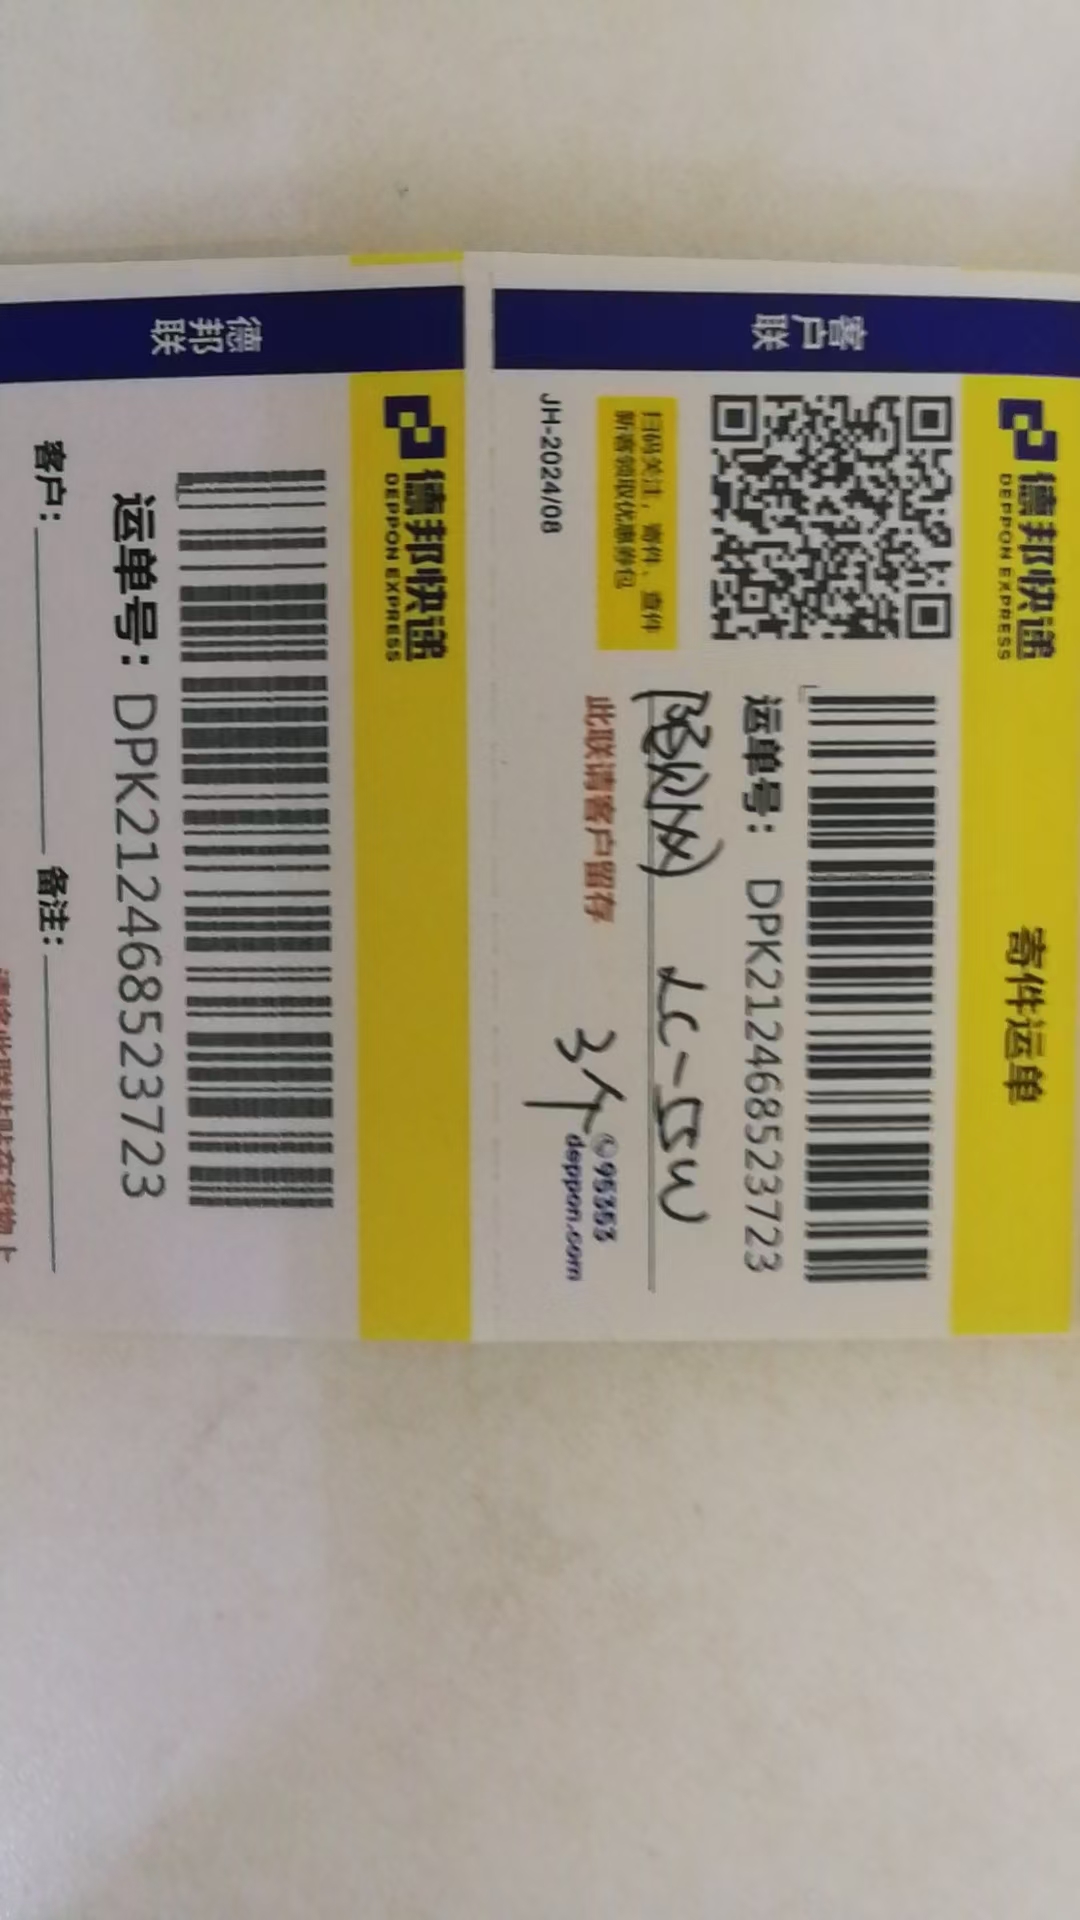 客户联
德邦快递
DEPPON EXPRESS
寄件运单
运单号: DPK212468523723
LC-55W
扫码关注,寄件、查件
新客领取优惠券包
此联请客户留存
3个
95353
deppon.com
JH-2024/08
德邦联
德邦快递
DEPPON EXPRESS
运单号: DPK212468523723
客户: 备注: